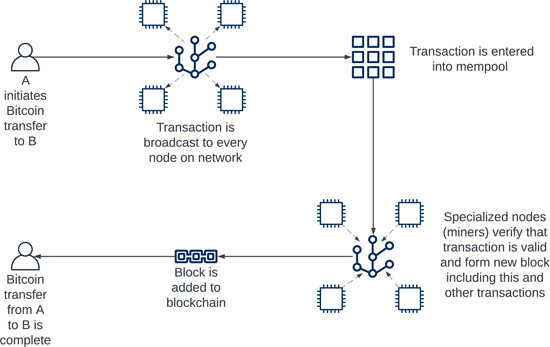 A
initiates
Bitcoin
transfer
to B
Transaction is
broadcast to every
node on network
Transaction is entered
into mempool
Specialized nodes
(miners) verify that
transaction is valid
and form new block
including this and
other transactions
Block is
added to
blockchain
Bitcoin
transfer
from A
to B is
complete